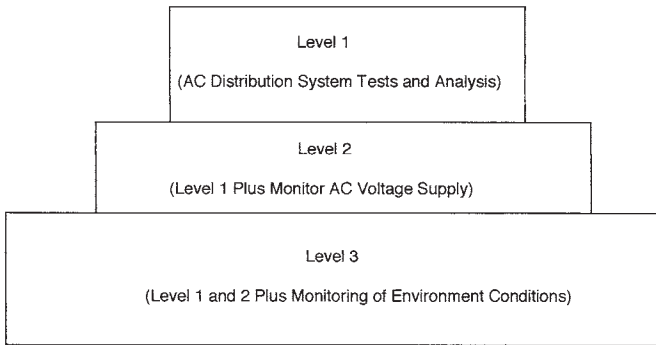 Level 1
(AC Distribution System Tests and Analysis)
Level 2
(Level 1 Plus Monitor AC Voltage Supply)
Level 3
(Level 1 and 2 Plus Monitoring of Environment Conditions)